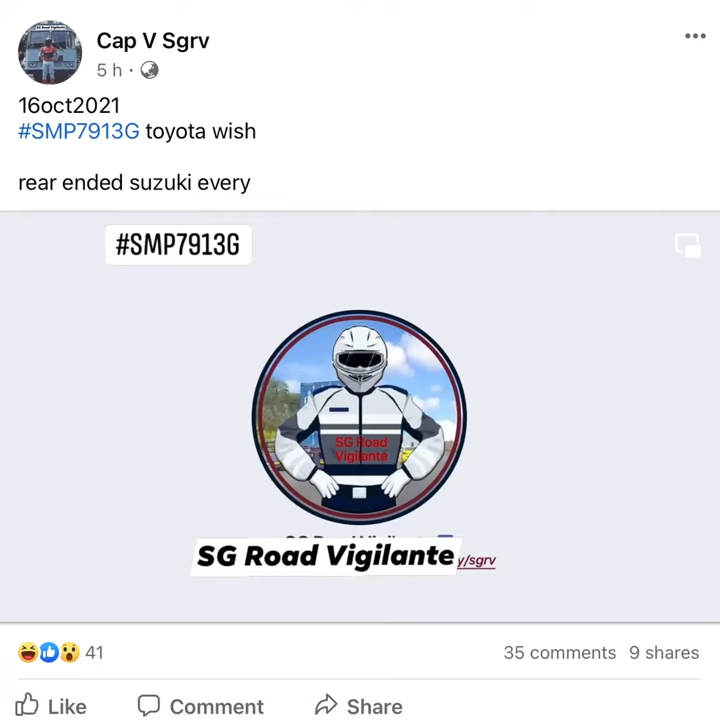 Cap V Sgrv
5 h ·
16oct2021
#SMP7913G toyota wish
rear ended suzuki every
#SMP7913G
SG Road
Vigilante
SG Road Vigilante
y/sgrv
41
35 comments 9 shares
Like Comment Share